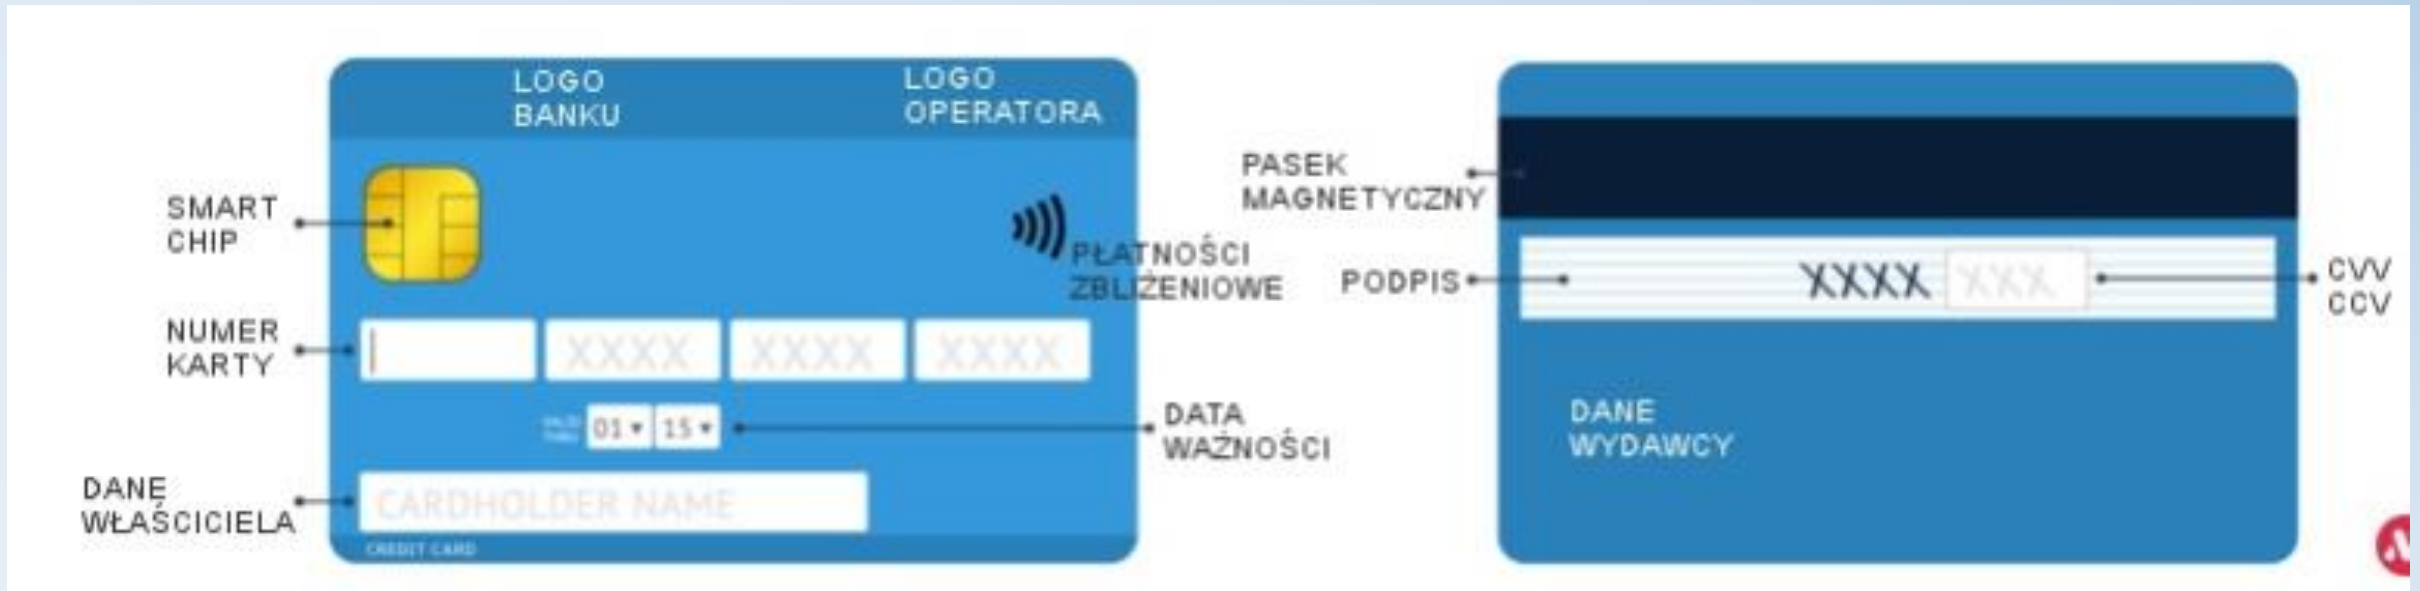 LOGO
BANKU
LOGO
OPERATORA
SMART
CHIP
PŁATNOŚCI
ZBLIŻENIOWE
NUMER
KARTY
XXXX XXXX XXXX
01 15
DATA
WAŻNOŚCI
DANE
WŁAŚCICIELA
CARDHOLDER NAME
CREDIT CARD
PASEK
MAGNETYCZNY
PODPIS
XXXX XXX
CVV
CCV
DANE
WYDAWCY